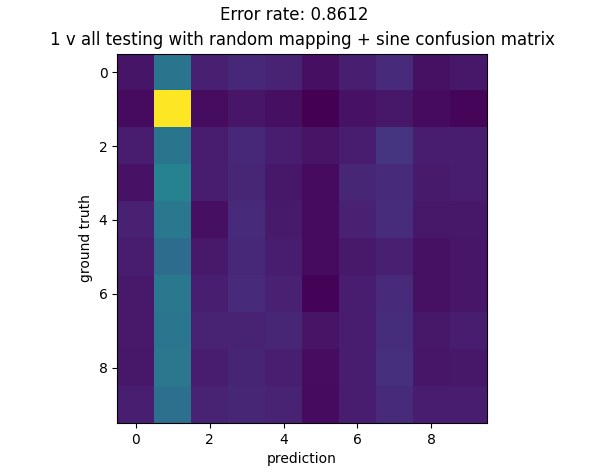 Error rate: 0.8612
1 v all testing with random mapping + sine confusion matrix
0
2
4
6
8
ground truth
0 2 4 6 8
prediction